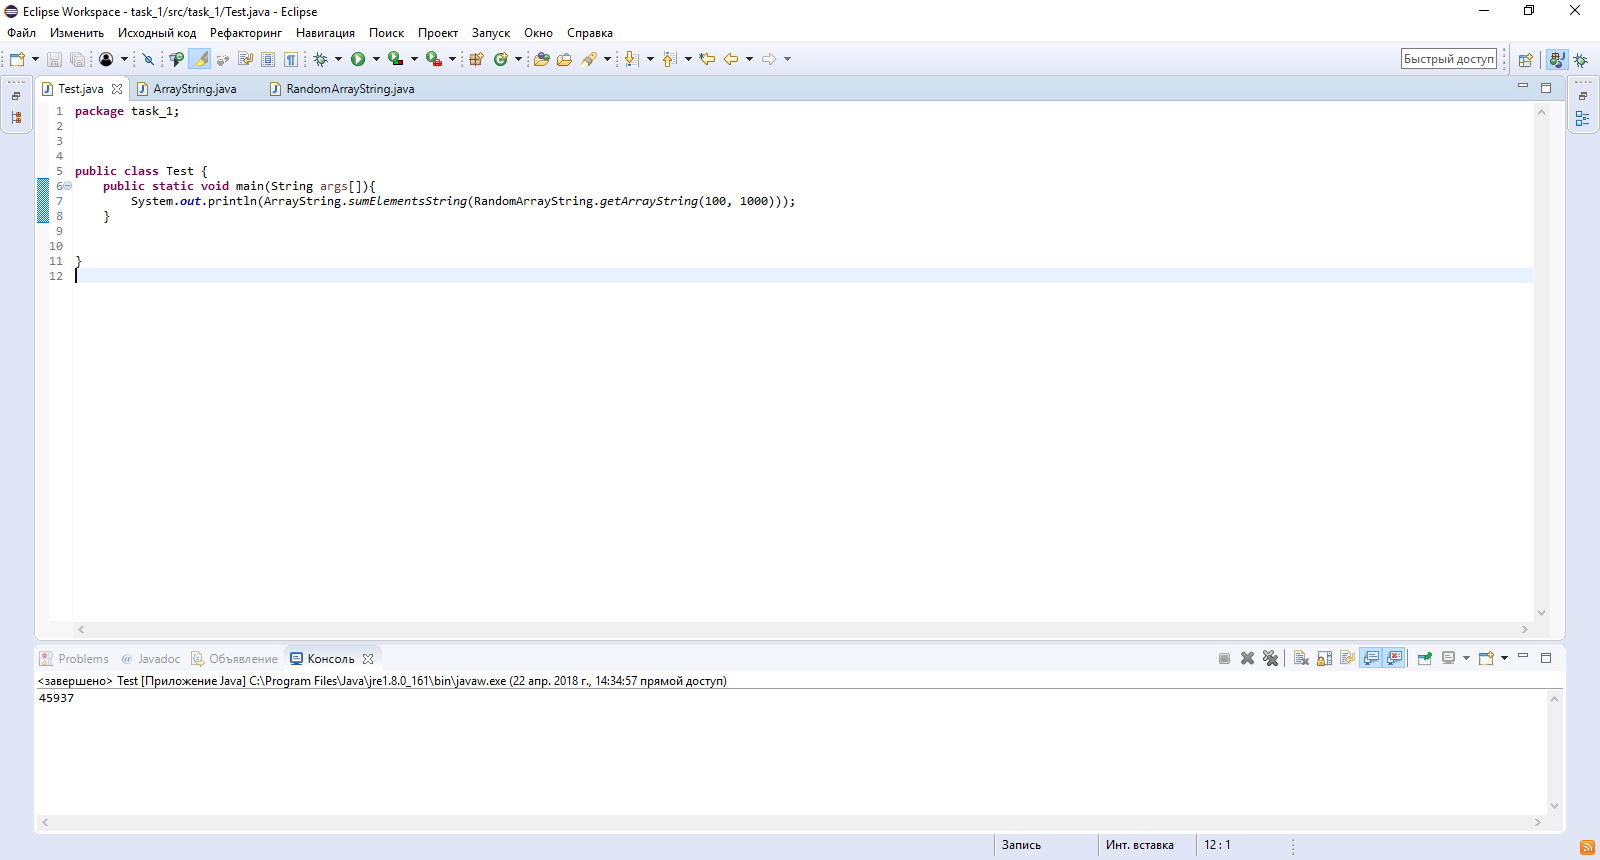 Eclipse Workspace - task_1/src/task_1/Test.java - Eclipse
Файл Изменить Исходный код Рефакторинг Навигация Поиск Проект Запуск Окно Справка
Быстрый доступ
Test.java ArrayString.java RandomArrayString.java
1 package task_1;
2
3
4
5 public class Test {
6 public static void main(String args[]){
7 System.out.println(ArrayString.sumElementsString(RandomArrayString.getArrayString(100, 1000)));
8 }
9
10
11 }
12
Problems @ Javadoc Объявление Консоль
<завершено> Test [Приложение Java] C:\Program Files\Java\jre1.8.0_161\bin\javaw.exe (22 апр. 2018 г., 14:34:57 прямой доступ)
45937
Запись Инт. вставка 12 : 1